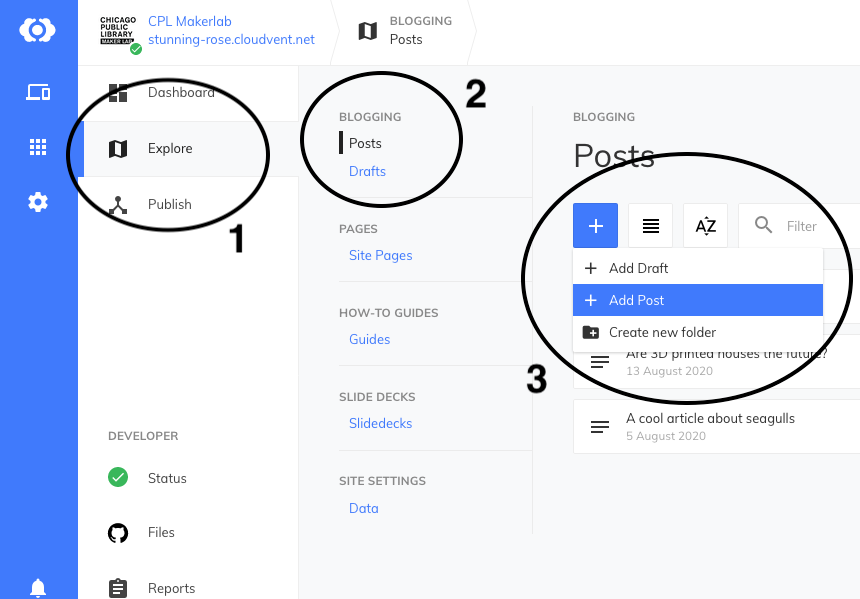 CHICAGO
PUBLIC
LIBRARY
MAKER LAB
CPL Makerlab
stunning-rose.cloudvent.net
BLOGGING
Posts
Dashboard
Explore
Publish
1
DEVELOPER
Status
Files
Reports
BLOGGING
Posts
Drafts
2
PAGES
Site Pages
HOW-TO GUIDES
Guides
SLIDE DECKS
Slidedecks
SITE SETTINGS
Data
BLOGGING
Posts
AZ
Filter
Add Draft
Add Post
Create new folder
3
Are 3D printed houses the future?
13 August 2020
A cool article about seagulls
5 August 2020